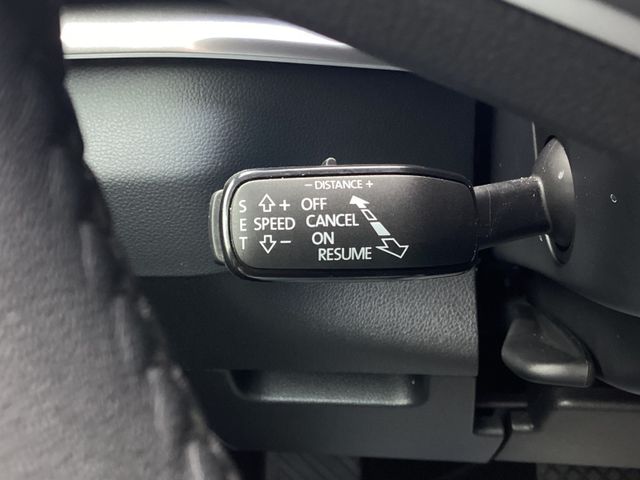 - DISTANCE +
S + OFF
E SPEED CANCEL
T - ON
RESUME